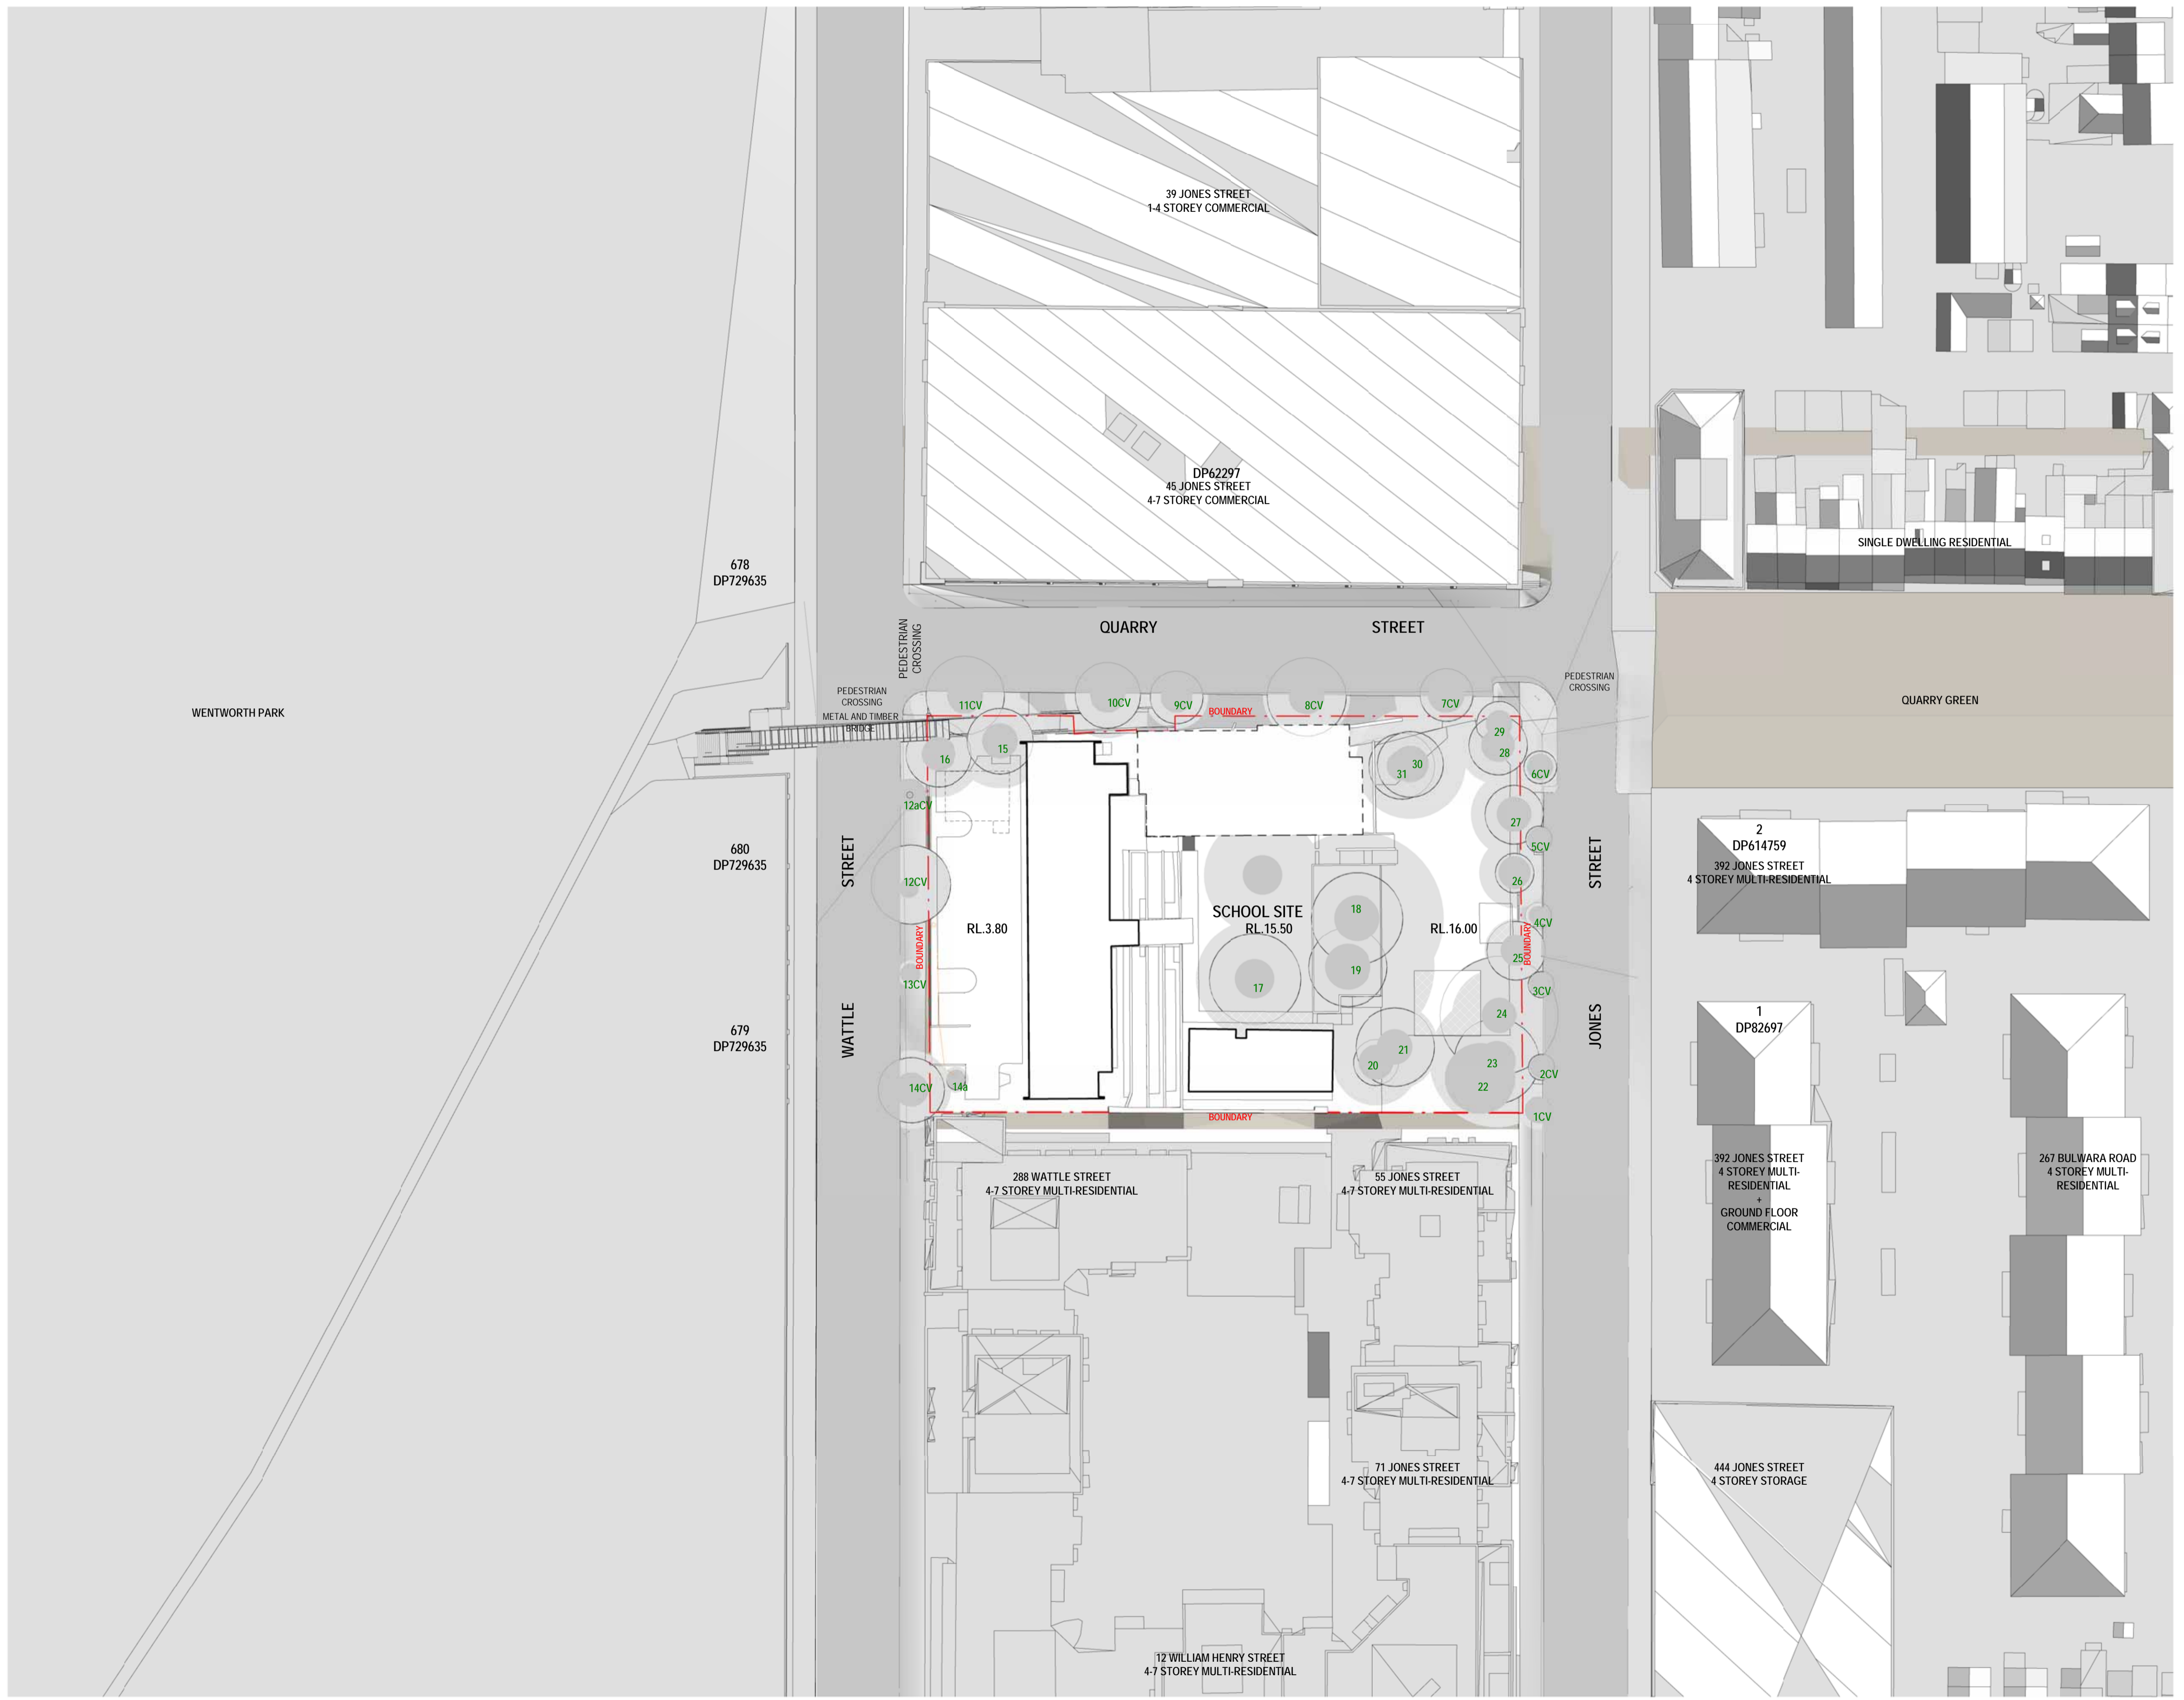 39 JONES STREET
1-4 STOREY COMMERCIAL
DP62297
45 JONES STREET
4-7 STOREY COMMERCIAL
SINGLE DWELLING RESIDENTIAL
678
DP729635
QUARRY STREET
PEDESTRIAN
CROSSING
PEDESTRIAN
CROSSING
PEDESTRIAN
CROSSING
METAL AND TIMBER
BRIDGE
WENTWORTH PARK
QUARRY GREEN
11CV
10CV
9CV
BOUNDARY
8CV
7CV
29
28
6CV
16
15
31
30
12aCV
27
5CV
680
DP729635
WATTLE STREET
12CV
26
2
DP614759
392 JONES STREET
4 STOREY MULTI-RESIDENTIAL
JONES STREET
18
SCHOOL SITE
RL.15.50
RL.3.80
RL.16.00
4CV
BOUNDARY
BOUNDARY
25
19
13CV
17
3CV
24
1
DP82697
679
DP729635
21
20
23
22
2CV
14CV
14a
1CV
BOUNDARY
288 WATTLE STREET
4-7 STOREY MULTI-RESIDENTIAL
55 JONES STREET
4-7 STOREY MULTI-RESIDENTIAL
392 JONES STREET
4 STOREY MULTI-
RESIDENTIAL
+
GROUND FLOOR
COMMERCIAL
267 BULWARA ROAD
4 STOREY MULTI-
RESIDENTIAL
71 JONES STREET
4-7 STOREY MULTI-RESIDENTIAL
444 JONES STREET
4 STOREY STORAGE
12 WILLIAM HENRY STREET
4-7 STOREY MULTI-RESIDENTIAL